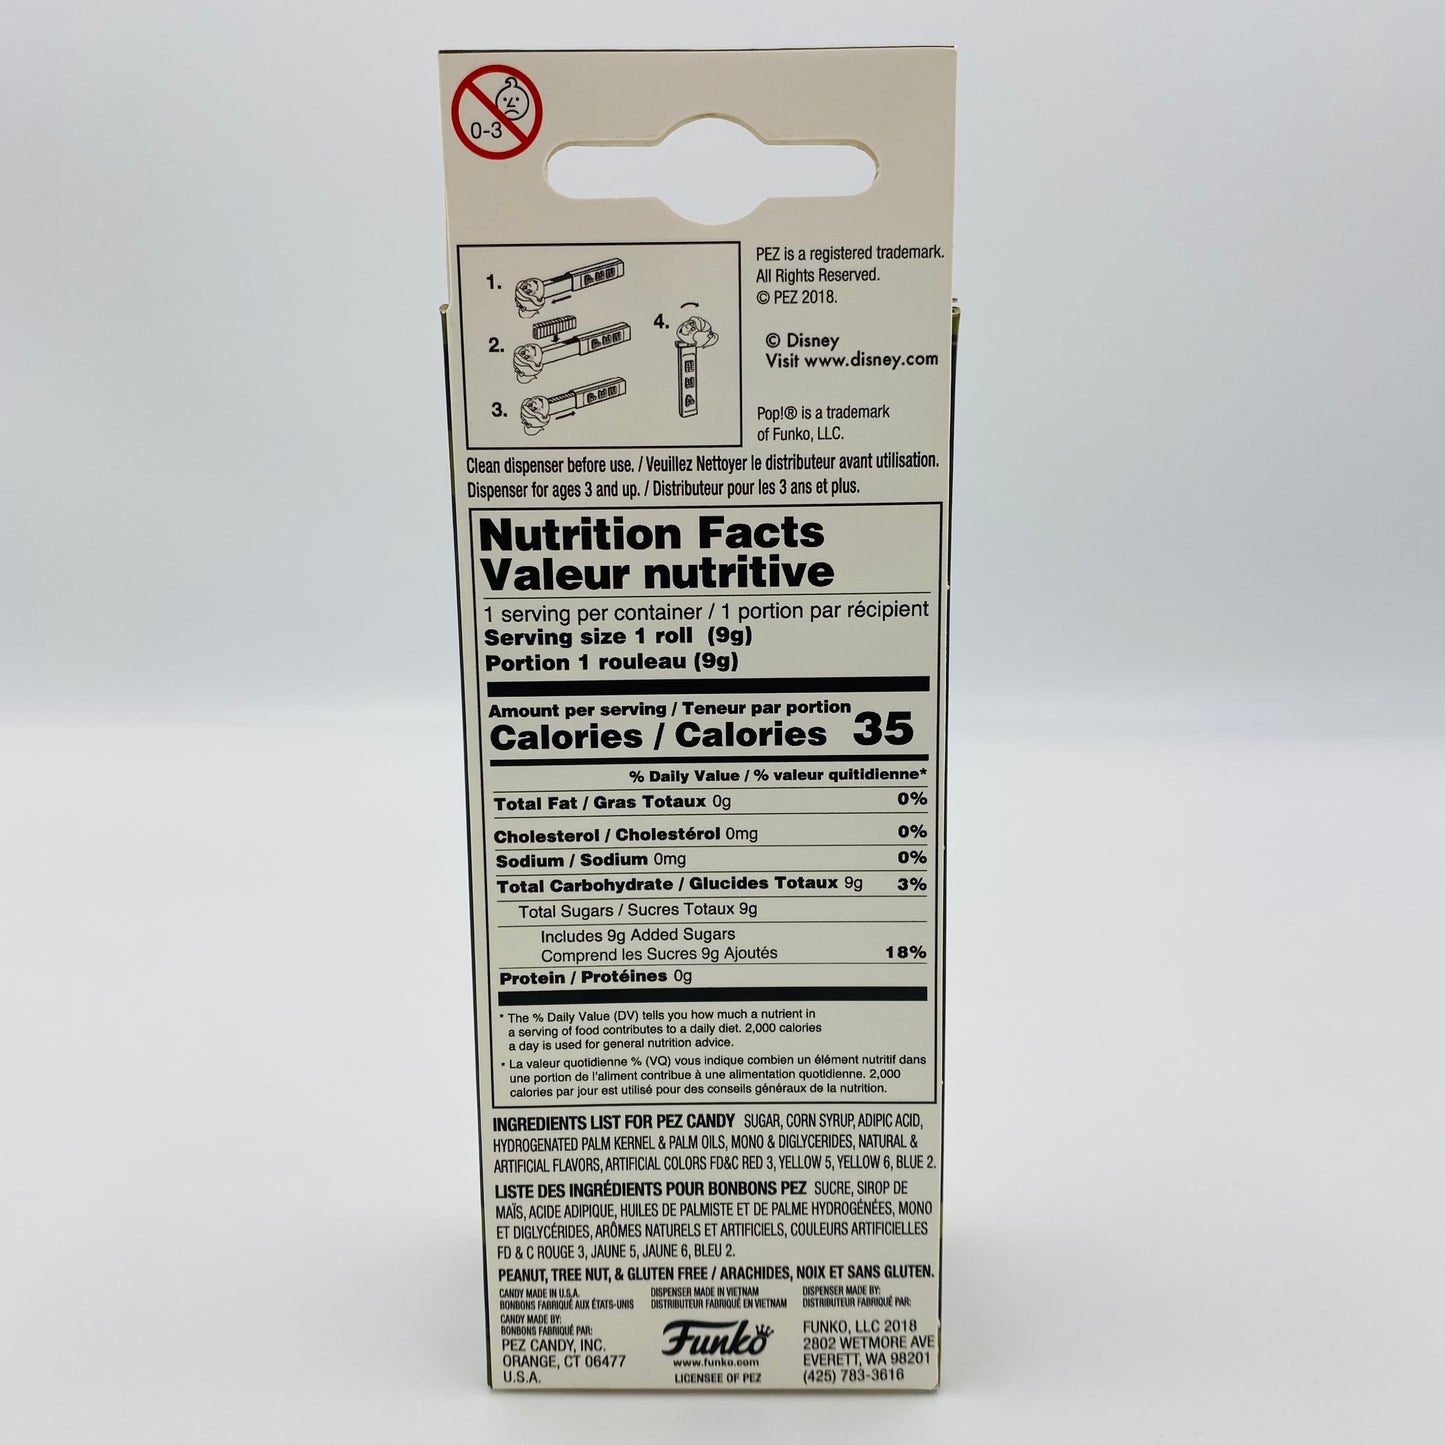 0-3
PEZ is a registered trademark.
All Rights Reserved.
© PEZ 2018.
© Disney
Visit www.disney.com
Pop!® is a trademark
of Funko, LLC.
1.
2.
3.
4.
Clean dispenser before use. / Veuillez Nettoyer le distributeur avant utilisation.
Dispenser for ages 3 and up. / Distributeur pour les 3 ans et plus.
Nutrition Facts
Valeur nutritive
1 serving per container / 1 portion par récipient
Serving size 1 roll (9g)
Portion 1 rouleau (9g)
Amount per serving / Teneur par portion
Calories / Calories 35
% Daily Value / % valeur quitidienne*
Total Fat / Gras Totaux 0g 0%
Cholesterol / Cholestérol 0mg 0%
Sodium / Sodium 0mg 0%
Total Carbohydrate / Glucides Totaux 9g 3%
Total Sugars / Sucres Totaux 9g
Includes 9g Added Sugars
Comprend les Sucres 9g Ajoutés 18%
Protein / Protéines 0g
* The % Daily Value (DV) tells you how much a nutrient in
a serving of food contributes to a daily diet. 2,000 calories
a day is used for general nutrition advice.
* La valeur quotidienne % (VQ) vous indique combien un élément nutritif dans
une portion de l'aliment contribue à une alimentation quotidienne. 2,000
calories par jour est utilisé pour des conseils généraux de la nutrition.
INGREDIENTS LIST FOR PEZ CANDY SUGAR, CORN SYRUP, ADIPIC ACID,
HYDROGENATED PALM KERNEL & PALM OILS, MONO & DIGLYCERIDES, NATURAL &
ARTIFICIAL FLAVORS, ARTIFICIAL COLORS FD&C RED 3, YELLOW 5, YELLOW 6, BLUE 2.
LISTE DES INGRÉDIENTS POUR BONBONS PEZ SUCRE, SIROP DE
MAÏS, ACIDE ADIPIQUE, HUILES DE PALMISTE ET DE PALME HYDROGÉNÉES, MONO
ET DIGLYCÉRIDES, ARÔMES NATURELS ET ARTIFICIELS, COULEURS ARTIFICIELLES
FD & C ROUGE 3, JAUNE 5, JAUNE 6, BLEU 2.
PEANUT, TREE NUT, & GLUTEN FREE / ARACHIDES, NOIX ET SANS GLUTEN.
CANDY MADE IN U.S.A.
BONBONS FABRIQUÉ AUX ÉTATS-UNIS
CANDY MADE BY:
BONBONS FABRIQUÉ PAR:
PEZ CANDY, INC.
ORANGE, CT 06477
U.S.A.
DISPENSER MADE IN VIETNAM
DISTRIBUTEUR FABRIQUÉ EN VIETNAM
Funko
www.funko.com
LICENSEE OF PEZ
DISPENSER MADE BY:
DISTRIBUTEUR FABRIQUÉ PAR:
FUNKO, LLC 2018
2802 WETMORE AVE
EVERETT, WA 98201
(425) 783-3616